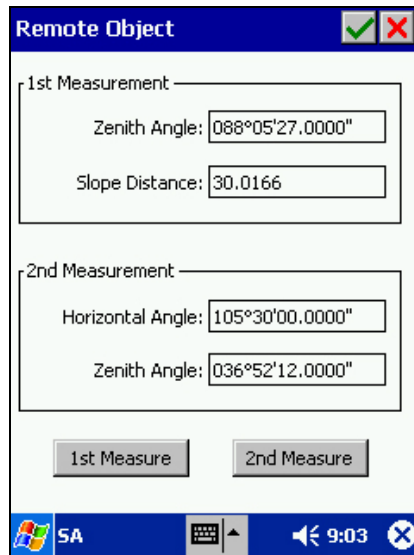 Remote Object
1st Measurement
Zenith Angle: 088°05'27.0000"
Slope Distance: 30.0166
2nd Measurement
Horizontal Angle: 105°30'00.0000"
Zenith Angle: 036°52'12.0000"
1st Measure 2nd Measure
SA 9:03